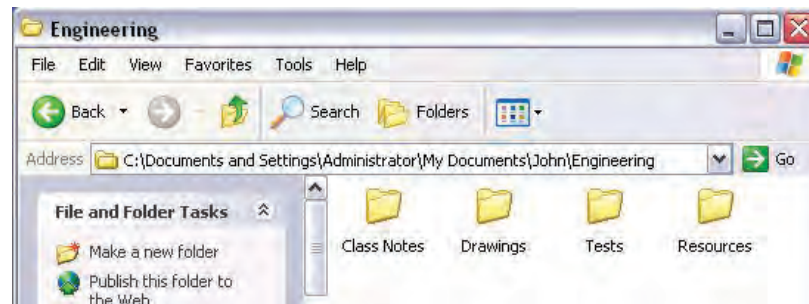 Engineering
File Edit View Favorites Tools Help
Back Search Folders
Address C:\Documents and Settings\Administrator\My Documents\John\Engineering Go
File and Folder Tasks
Make a new folder
Publish this folder to
the Web
Class Notes Drawings Tests Resources